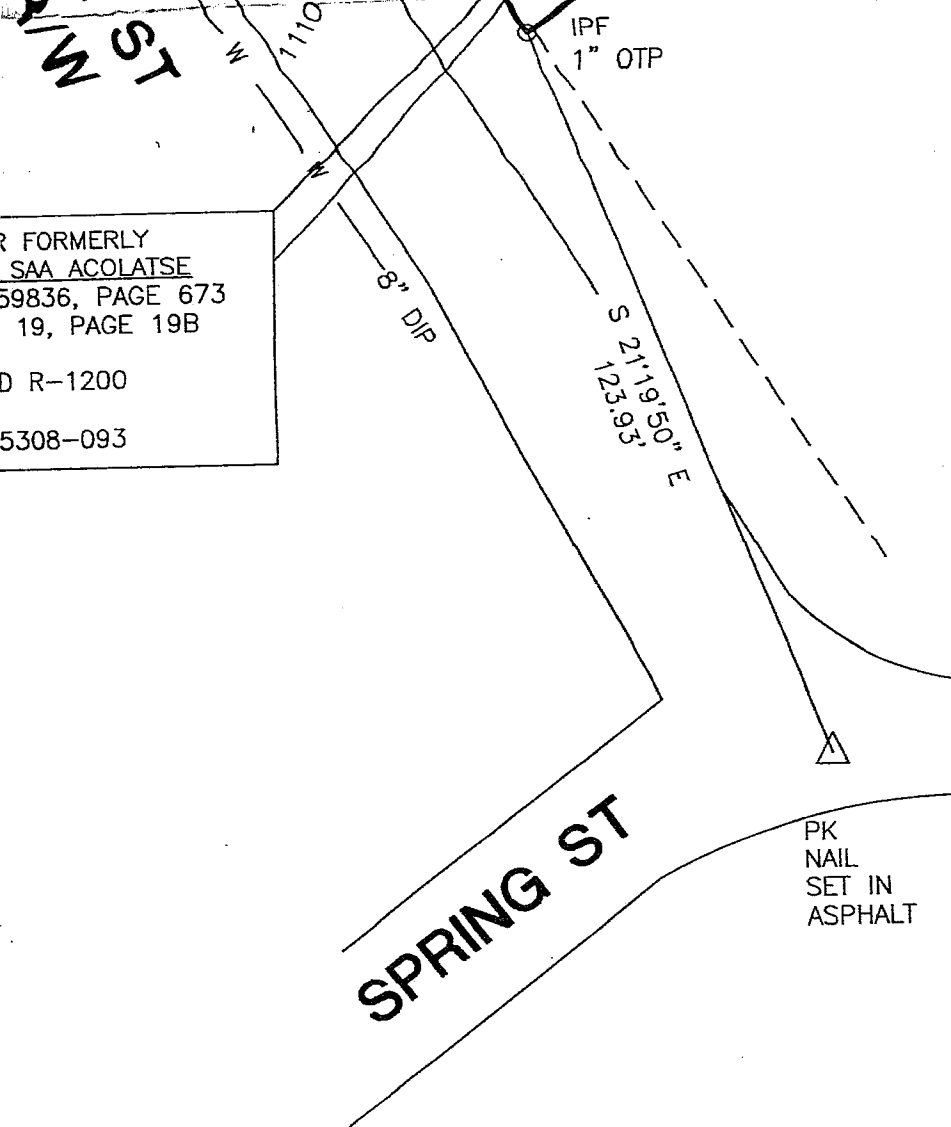 ST
R/W
W
1110
IPF
1" OTP
W
R FORMERLY
SAA ACOLATSE
59836, PAGE 673
19, PAGE 19B
D R-1200
5308-093
8" DIP
S 21°19'50" E
123.93'
SPRING ST
PK
NAIL
SET IN
ASPHALT